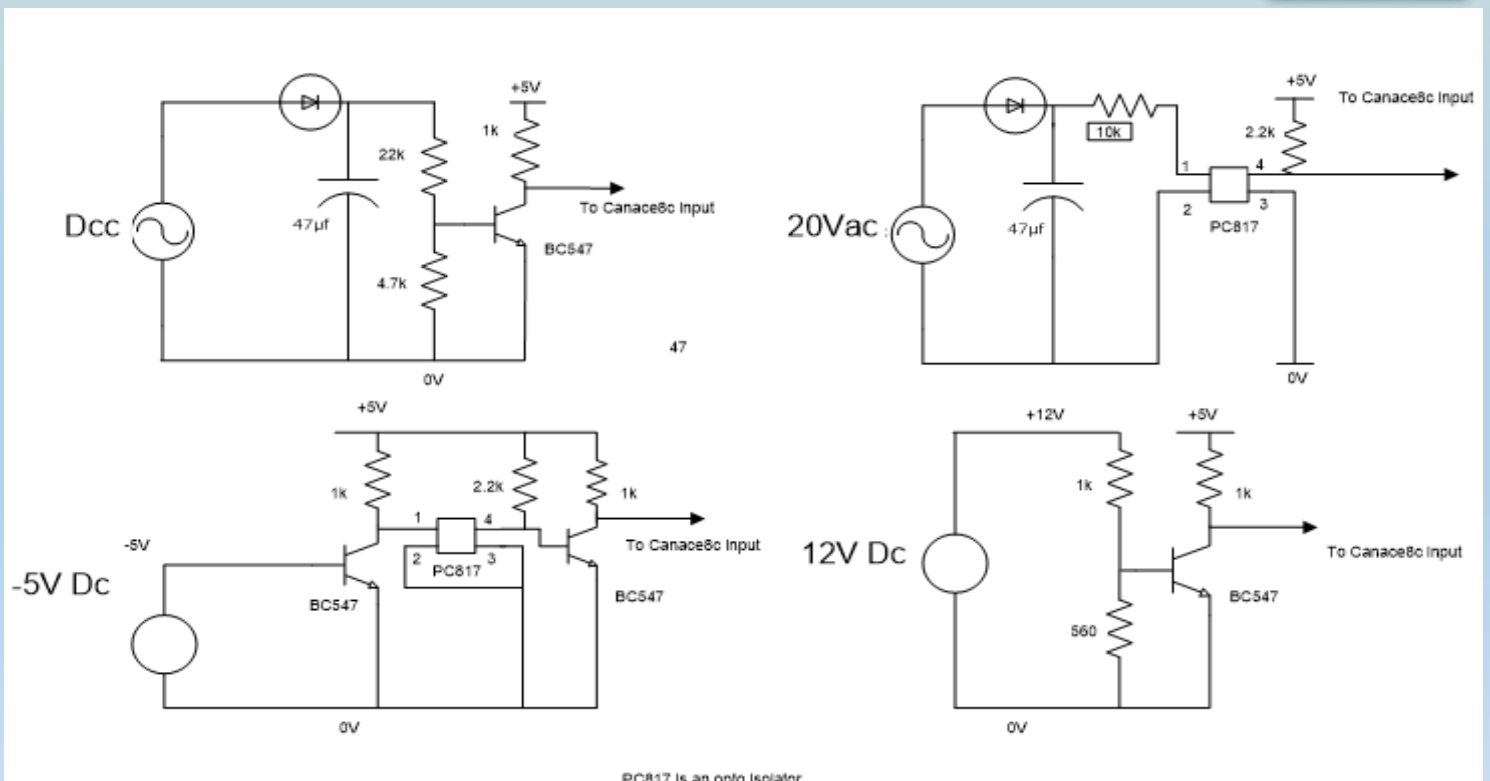 +5V
1k
22k
To Canace8c Input
Dcc
47µf
BC547
4.7k
47
0V
+5V
To Canace8c Input
10k
2.2k
1
4
2
3
20Vac :
47µf
PC817
0V
+5V
1k
2.2k
1k
1
4
-5V
2
3
To Canace8c Input
PC817
-5V Dc
BC547
BC547
0V
+12V
+5V
1k
1k
12V Dc
To Canace8c Input
BC547
560
0V
PC817 is an opto isolator